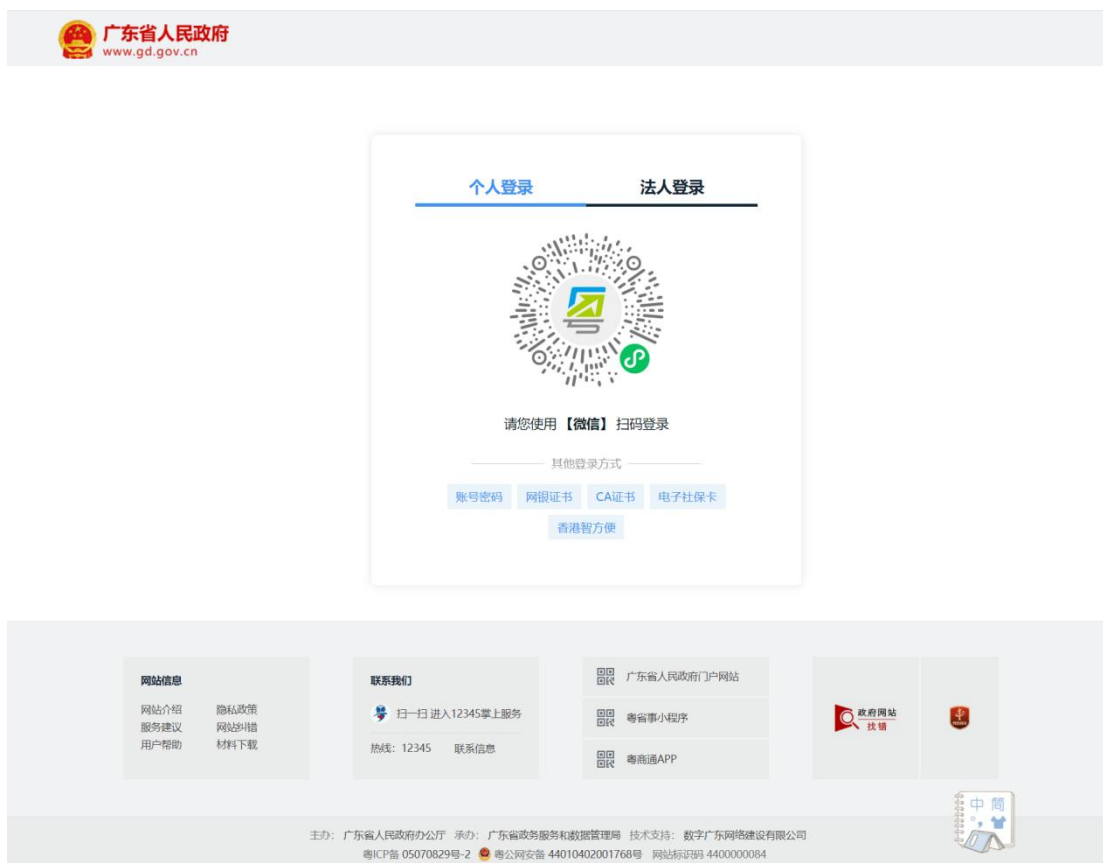 广东省人民政府
www.gd.gov.cn
个人登录 法人登录
请您使用【微信】扫码登录
其他登录方式
账号密码 网银证书 CA证书 电子社保卡
香港智方便
网站信息
网站介绍 隐私政策
服务建议 网站纠错
用户帮助 材料下载
联系我们
扫一扫 进入12345掌上服务
热线：12345 联系信息
广东省人民政府门户网站
粤省事小程序
粤商通APP
政府网站
找错
中 简
主办： 广东省人民政府办公厅 承办： 广东省政务服务和数据管理局 技术支持： 数字广东网络建设有限公司
粤ICP备 05070829号-2 粤公网安备 44010402001768号 网站标识码 4400000084